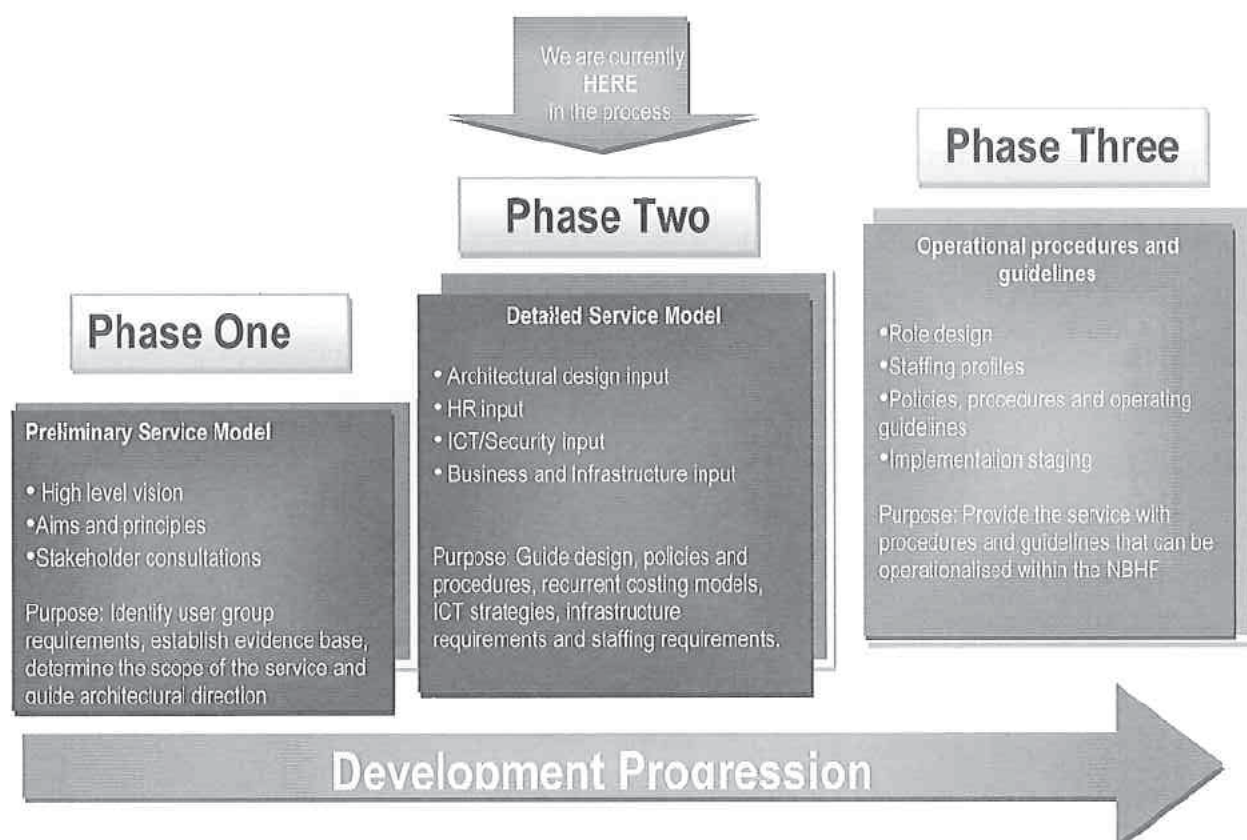 We are currently
HERE
in the process
Phase One
Preliminary Service Model
• High level vision
•Aims and principles
•Stakeholder consultations
Purpose: Identify user group
requirements, establish evidence base,
determine the scope of the service and
guide architectural direction
Phase Two
Detailed Service Model
• Architectural design input
• HR input
• ICT/Security input
• Business and Infrastructure input
Purpose: Guide design, policies and
procedures, recurrent costing models,
ICT strategies, infrastructure
requirements and staffing requirements.
Phase Three
Operational procedures and
guidelines
•Role design
•Staffing profiles
•Policies, procedures and operating
guidelines
•Implementation staging
Purpose: Provide the service with
procedures and guidelines that can be
operationalised within the NBHF
Development Progression